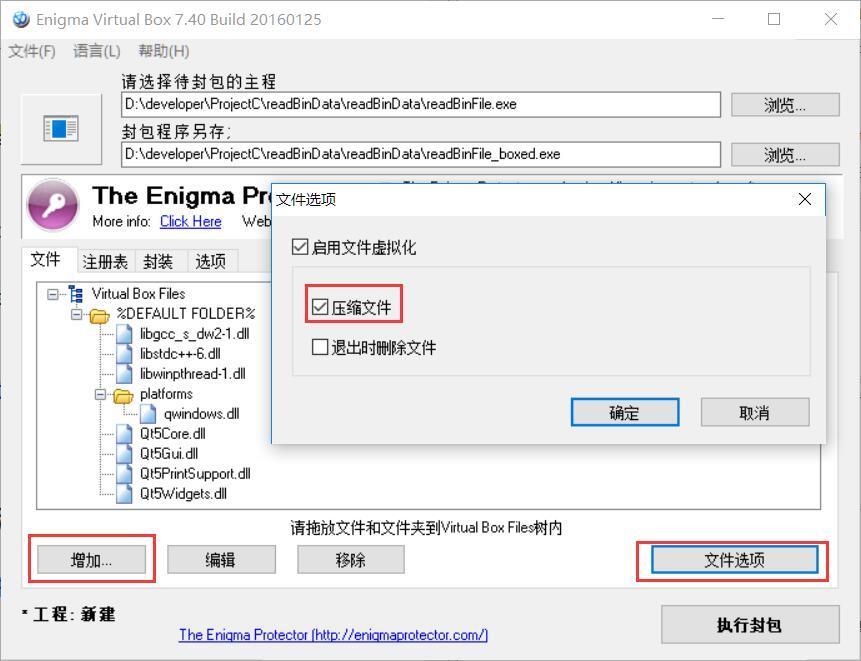 Enigma Virtual Box 7.40 Build 20160125
文件(F) 语言(L) 帮助(H)
请选择待封包的主程
D:\developer\ProjectC\readBinData\readBinData\readBinFile.exe
浏览...
封包程序另存;
D:\developer\ProjectC\readBinData\readBinData\readBinFile_boxed.exe
浏览...
The Enigma Pro
More info: Click Here Web
文件 注册表 封装 选项
Virtual Box Files
%DEFAULT FOLDER%
libgcc_s_dw2-1.dll
libstdc++-6.dll
libwinpthread-1.dll
platforms
qwindows.dll
Qt5Core.dll
Qt5Gui.dll
Qt5PrintSupport.dll
Qt5Widgets.dll
文件选项
启用文件虚拟化
压缩文件
退出时删除文件
确定 取消
请拖放文件和文件夹到Virtual Box Files树内
增加... 编辑 移除 文件选项
* 工程: 新建
The Enigma Protector (http://enigmaprotector.com/)
执行封包